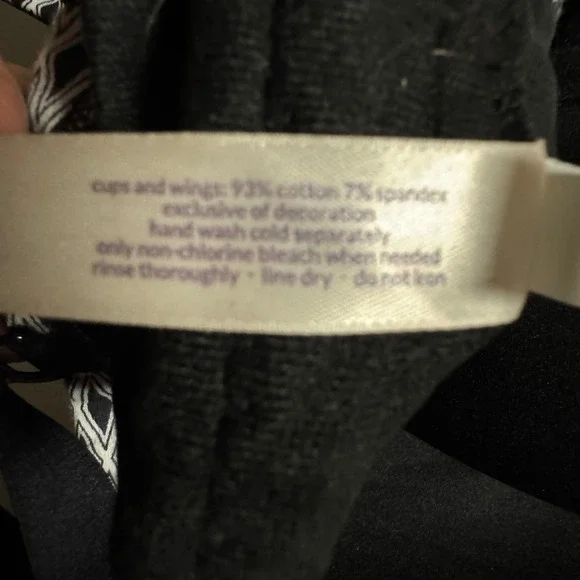 cups and wings: 93% cotton 7% spandex
exclusive of decoration
hand wash cold separately
only non-chlorine bleach when needed
rinse thoroughly · line dry · do not iron